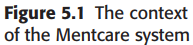 Figure 5.1 The context
of the Mentcare system